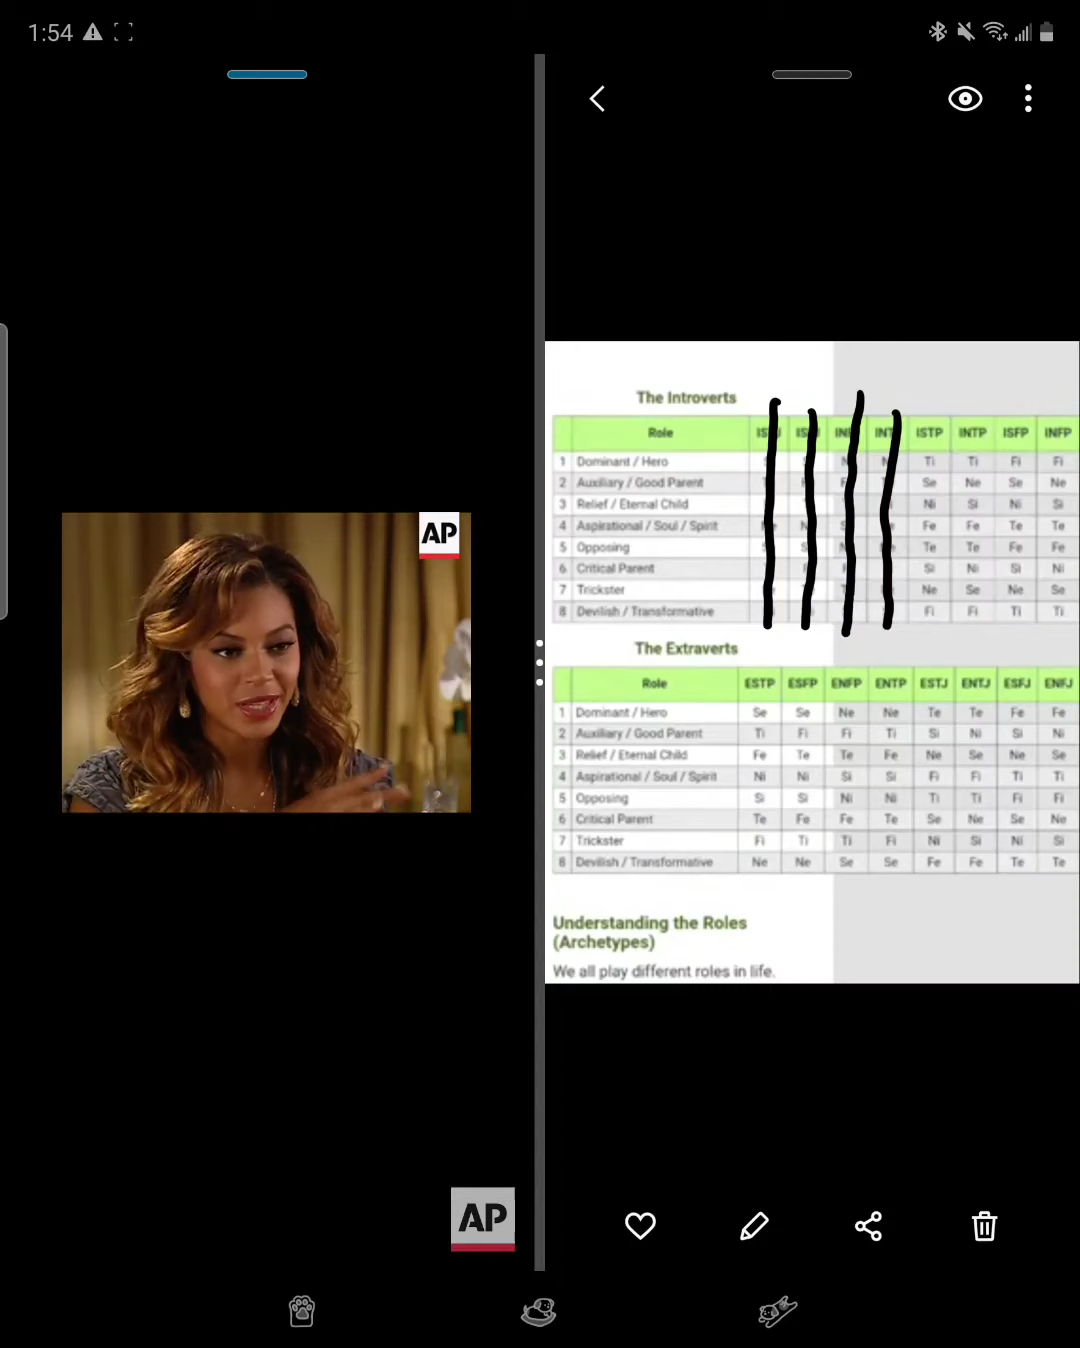 1:54
AP
AP
The Introverts
Role ISTP INTP ISFP INFP
1 Dominant / Hero Ti Ti Fi Fi
2 Auxiliary / Good Parent Se Ne Se Ne
3 Relief / Eternal Child Ni Si Ni Si
4 Aspirational / Soul / Spirit Fe Fe Te Te
5 Opposing Te Te Fe Fe
6 Critical Parent Si Ni Si Ni
7 Trickster Ne Se Ne Se
8 Devilish / Transformative Fi Fi Ti Ti
The Extraverts
Role ESTP ESFP ENFP ENTP ESTJ ENTJ ESFJ ENFJ
1 Dominant / Hero Se Se Ne Ne Te Te Fe Fe
2 Auxiliary / Good Parent Ti Fi Fi Ti Si Ni Si Ni
3 Relief / Eternal Child Fe Te Te Fe Ne Se Ne Se
4 Aspirational / Soul / Spirit Ni Ni Si Si Fi Fi Ti Ti
5 Opposing Si Si Ni Ni Ti Ti Fi Fi
6 Critical Parent Te Fe Fe Te Se Ne Se Ne
7 Trickster Fi Ti Ti Fi Ni Si Ni Si
8 Devilish / Transformative Ne Ne Se Se Fe Fe Te Te
Understanding the Roles
(Archetypes)
We all play different roles in life.